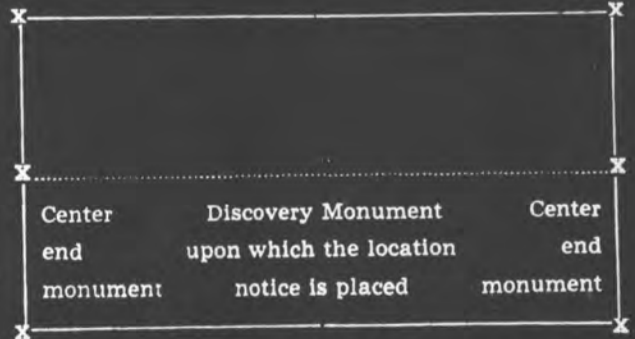 X X
X X
Center Discovery Monument Center
end upon which the location end
monument notice is placed monument
X X